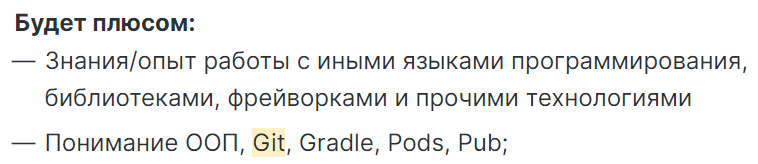 Будет плюсом:
— Знания/опыт работы с иными языками программирования,
библиотеками, фрейворками и прочими технологиями
— Понимание ООП, Git, Gradle, Pods, Pub;